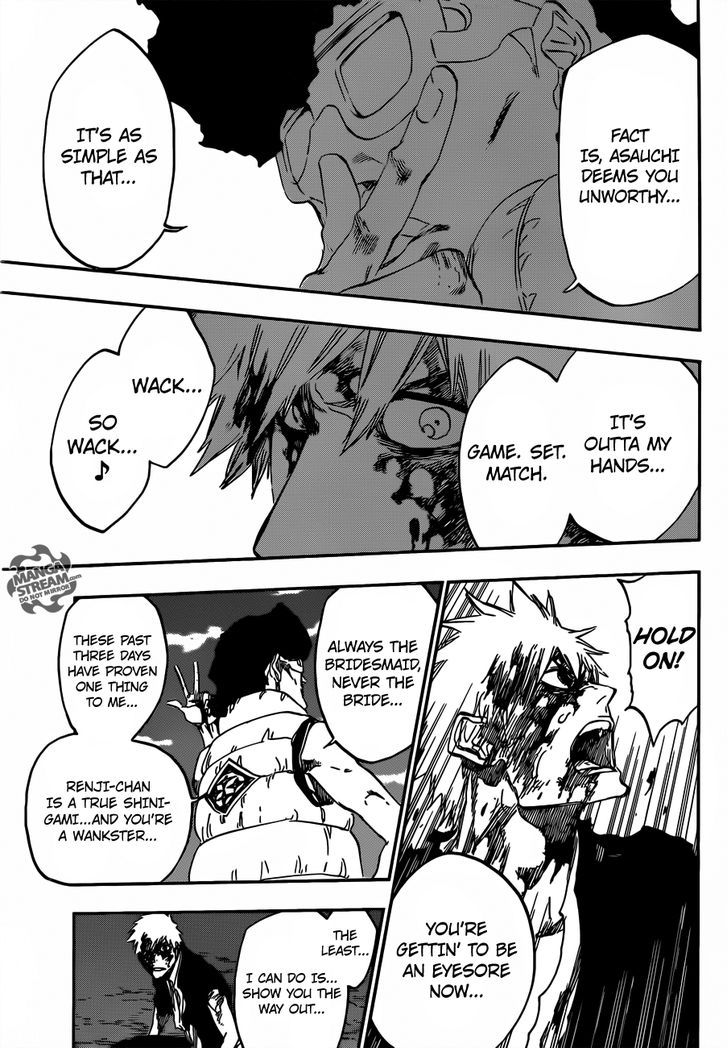 FACT
IS, ASAUCHI
DEEMS YOU
UNWORTHY...
IT'S AS
SIMPLE AS
THAT...
IT'S
OUTTA MY
HANDS...
GAME. SET.
MATCH.
WACK...
SO
WACK...
♪
MANGA
STREAM.com
DO NOT MIRROR!
HOLD
ON!
YOU'RE
GETTIN' TO BE
AN EYESORE
NOW...
ALWAYS THE
BRIDESMAID,
NEVER THE
BRIDE...
THESE PAST
THREE DAYS
HAVE PROVEN
ONE THING
TO ME...
RENJI-CHAN
IS A TRUE SHINI-
GAMI...AND YOU'RE
A WANKSTER...
THE
LEAST...
I CAN DO IS...
SHOW YOU THE
WAY OUT...